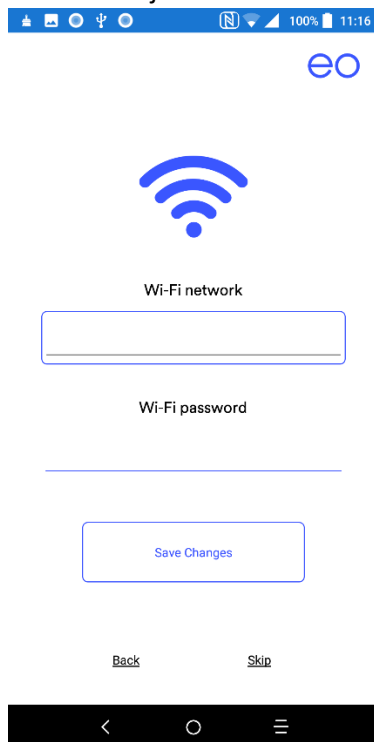 100% 11:16
eo
Wi-Fi network
Wi-Fi password
Save Changes
Back Skip